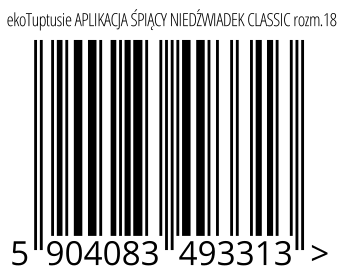 ekoTuptusie APLIKACJA ŚPIĄCY NIEDŹWIADEK CLASSIC rozm.18
5 904083 493313 >